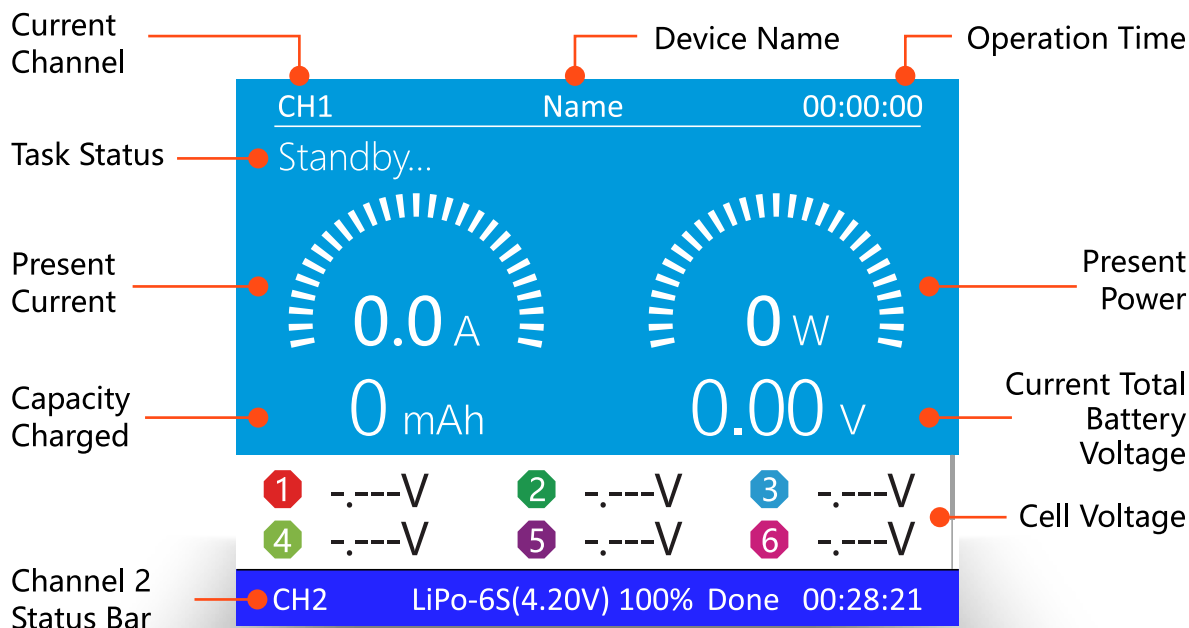 Current
Channel
Device Name
Operation Time
CH1 Name 00:00:00
Task Status
Standby...
Present
Current
0.0 A
0 W
Present
Power
Capacity
Charged
0 mAh
0.00 V
Current Total
Battery
Voltage
1 -.---V 2 -.---V 3 -.---V
4 -.---V 5 -.---V 6 -.---V
Cell Voltage
Channel 2
Status Bar
CH2 LiPo-6S(4.20V) 100% Done 00:28:21